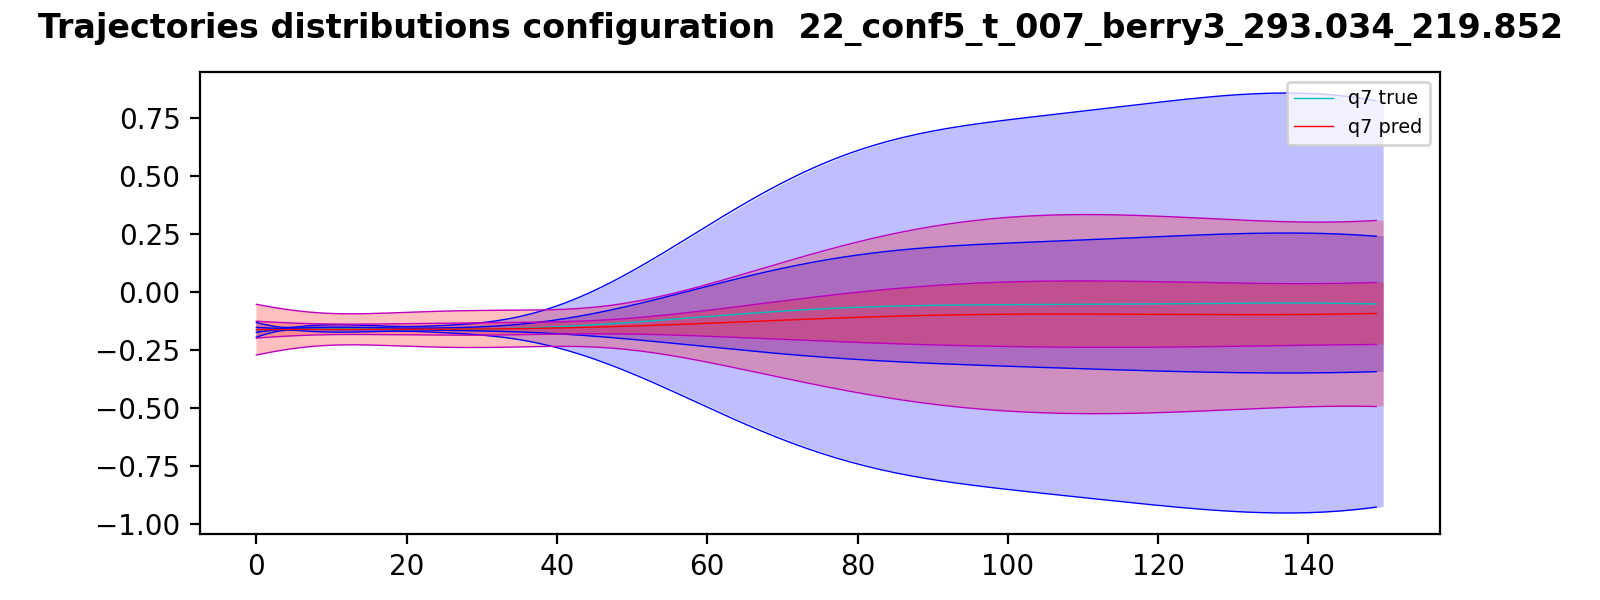 Trajectories distributions configuration 22_conf5_t_007_berry3_293.034_219.852
q7 true
q7 pred
0.75
0.50
0.25
0.00
−0.25
−0.50
−0.75
−1.00
0 20 40 60 80 100 120 140